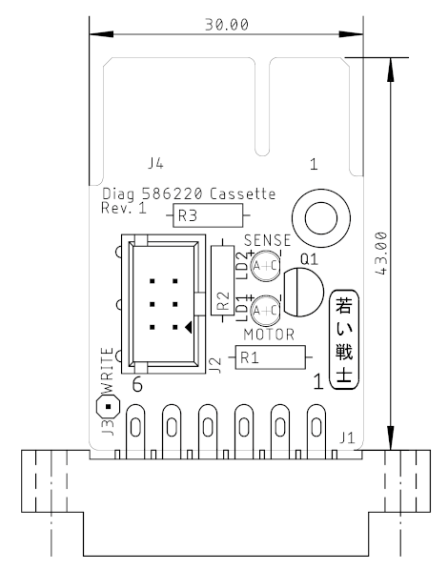 30.00
J4 1
Diag 586220 Cassette
Rev. 1
R3
SENSE
LD2
A+C
Q1
43.00
R2
LD1
A+C
MOTOR
若い戦士
J2
R1
WRITE
6
1
J3
J1